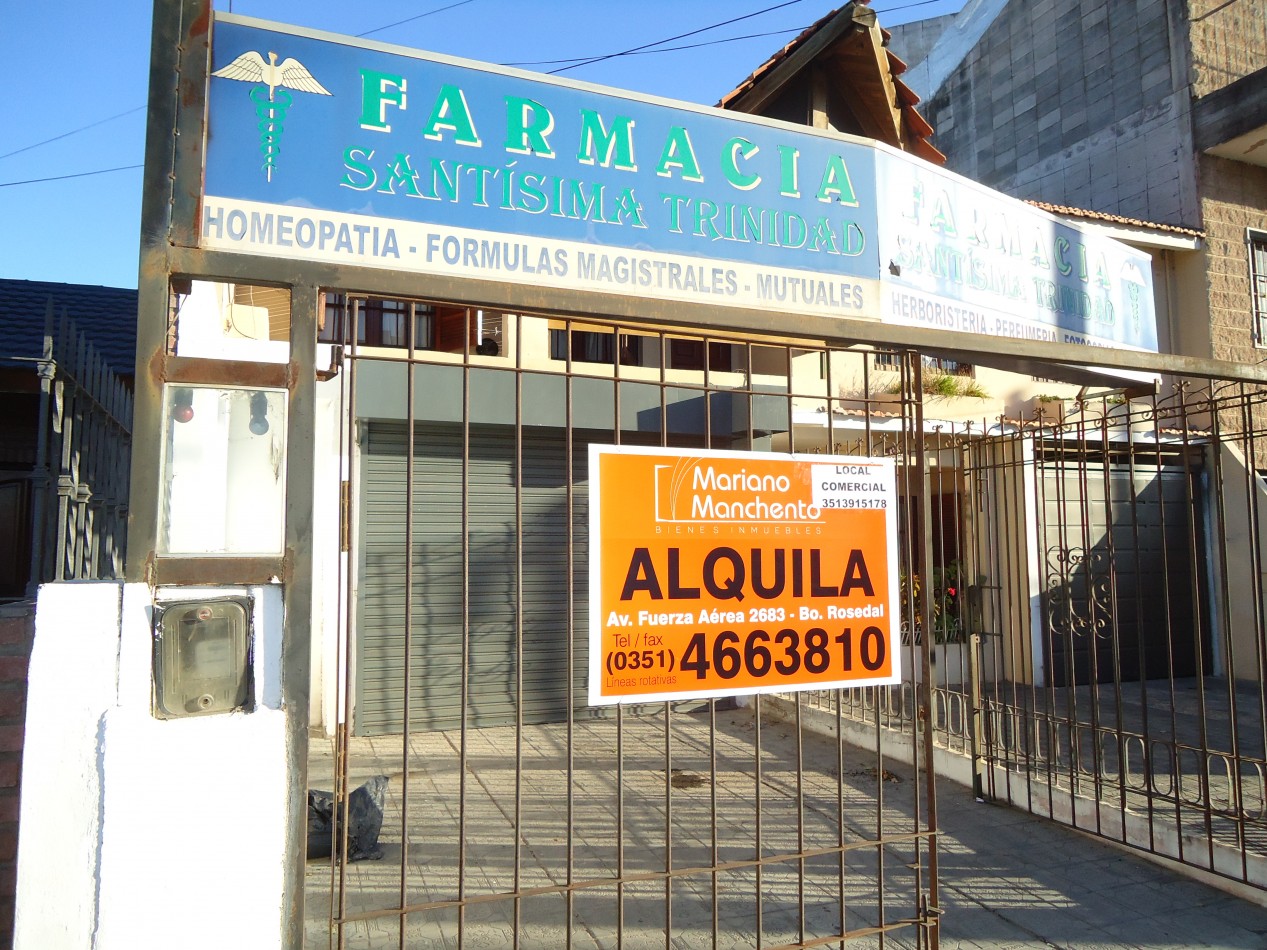 FARMACIA
SANTÍSIMA TRINIDAD
HOMEOPATIA - FORMULAS MAGISTRALES - MUTUALES
FARMACIA
SANTÍSIMA TRINIDAD
HERBORISTERIA - PERFUMERIA
Mariano
Manchento
BIENES INMUEBLES
LOCAL
COMERCIAL
3513915178
ALQUILA
Av. Fuerza Aérea 2683 - Bo. Rosedal
Tel / fax
(0351) 4663810
Líneas rotativas